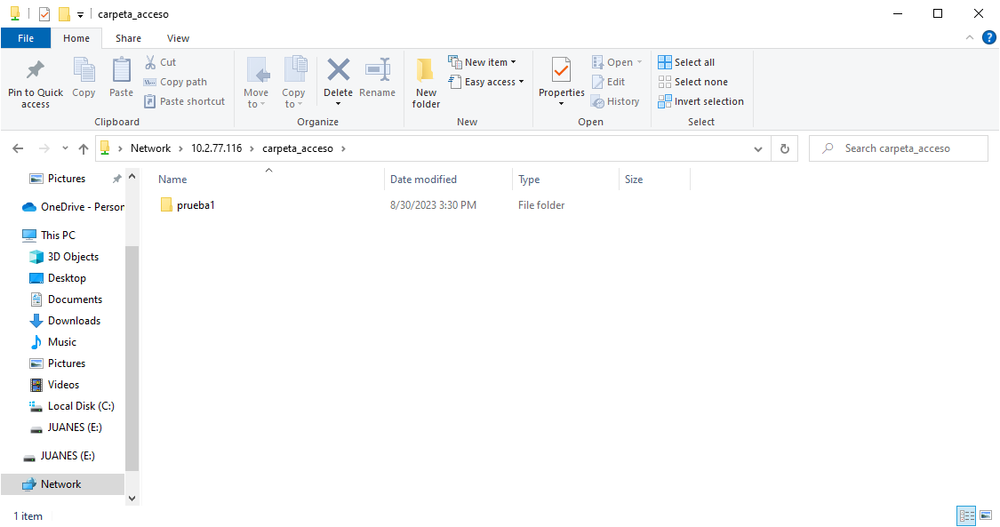 carpeta_acceso
File Home Share View
Pin to Quick access
Copy
Paste
Cut
Copy path
Paste shortcut
Clipboard
Move to
Copy to
Delete
Rename
Organize
New folder
New item
Easy access
New
Properties
Open
Edit
History
Open
Select all
Select none
Invert selection
Select
Network > 10.2.77.116 > carpeta_acceso >
Search carpeta_acceso
Pictures
OneDrive - Person
This PC
3D Objects
Desktop
Documents
Downloads
Music
Pictures
Videos
Local Disk (C:)
JUANES (E:)
JUANES (E:)
Network
Name Date modified Type Size
prueba1 8/30/2023 3:30 PM File folder
1 item